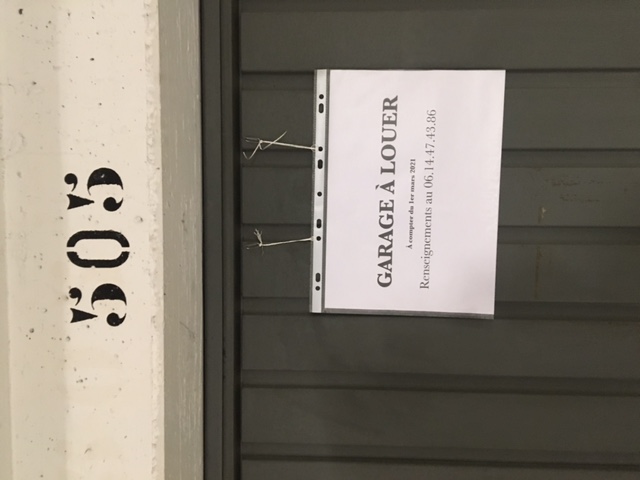 505
GARAGE À LOUER
À compter du 1er mars 2021
Renseignements au 06.14.47.43.86